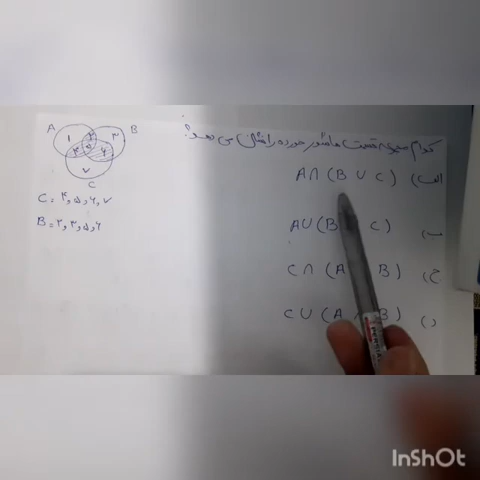 کدام مجموعه قسمت هاشور خورده را نشان می دهد؟
الف) A∩(B ∪ C)
ب) A∪(B C)
ج) C∩(A B)
د) C∪(A B)
A B
۱ ۲ ۳
۴ ۵ ۶
۷
C
C = ۴, ۵, ۶, ۷
B = ۲, ۳, ۵, ۶
InShOt